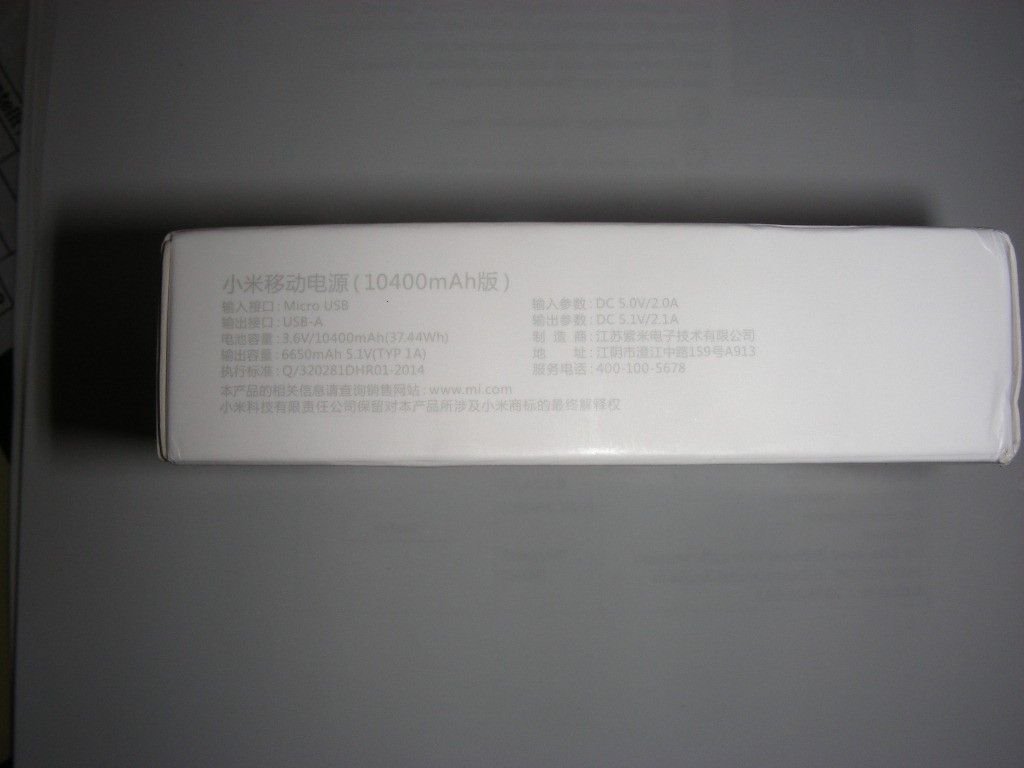 小米移动电源(10400mAh版)
输入接口: Micro USB
输出接口: USB-A
电池容量: 3.6V/10400mAh(37.44Wh)
输出容量: 6650mAh 5.1V(TYP 1A)
执行标准: Q/320281DHR01-2014
输入参数: DC 5.0V/2.0A
输出参数: DC 5.1V/2.1A
制 造 商: 江苏紫米电子技术有限公司
地 址: 江阴市澄江中路159号A913
服务电话: 400-100-5678
本产品的相关信息请查询销售网站: www.mi.com
小米科技有限责任公司保留对本产品所涉及小米商标的最终解释权